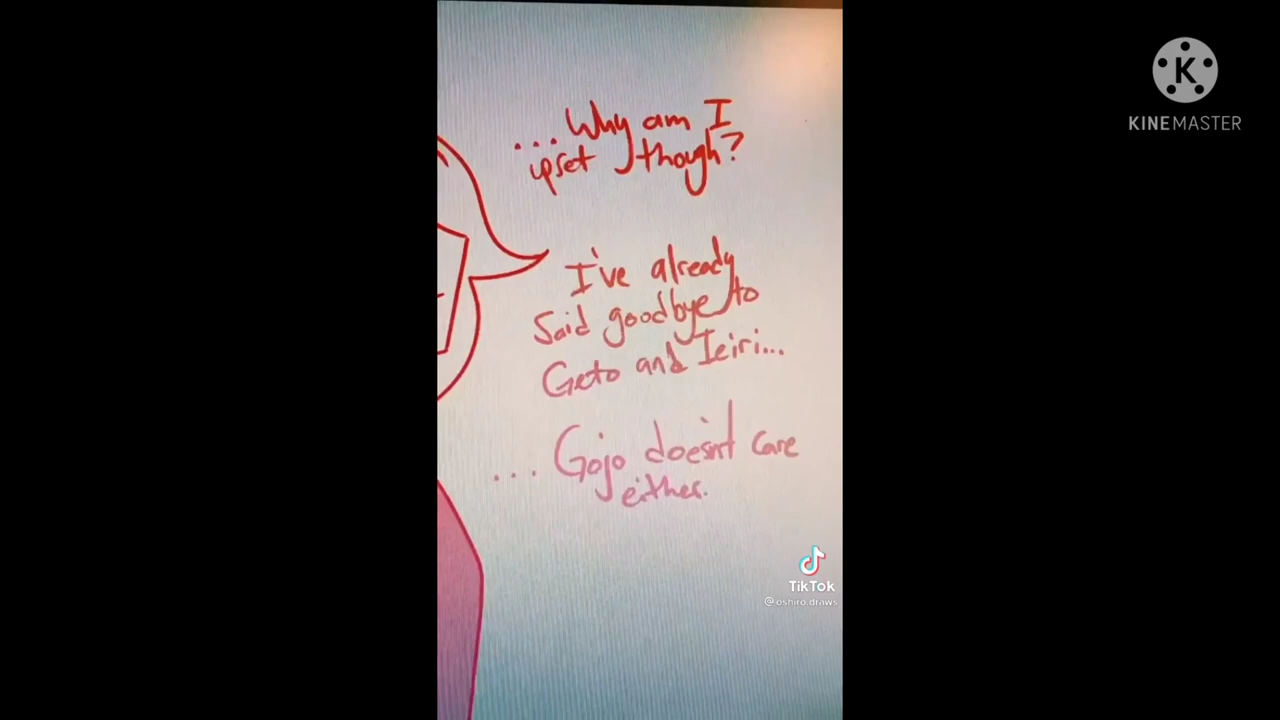 ...Why am I
upset though?
I've already
Said goodbye to
Geto and Ieiri...
... Gojo doesn't care
either.
KINEMASTER
TikTok
@oshiro.draws